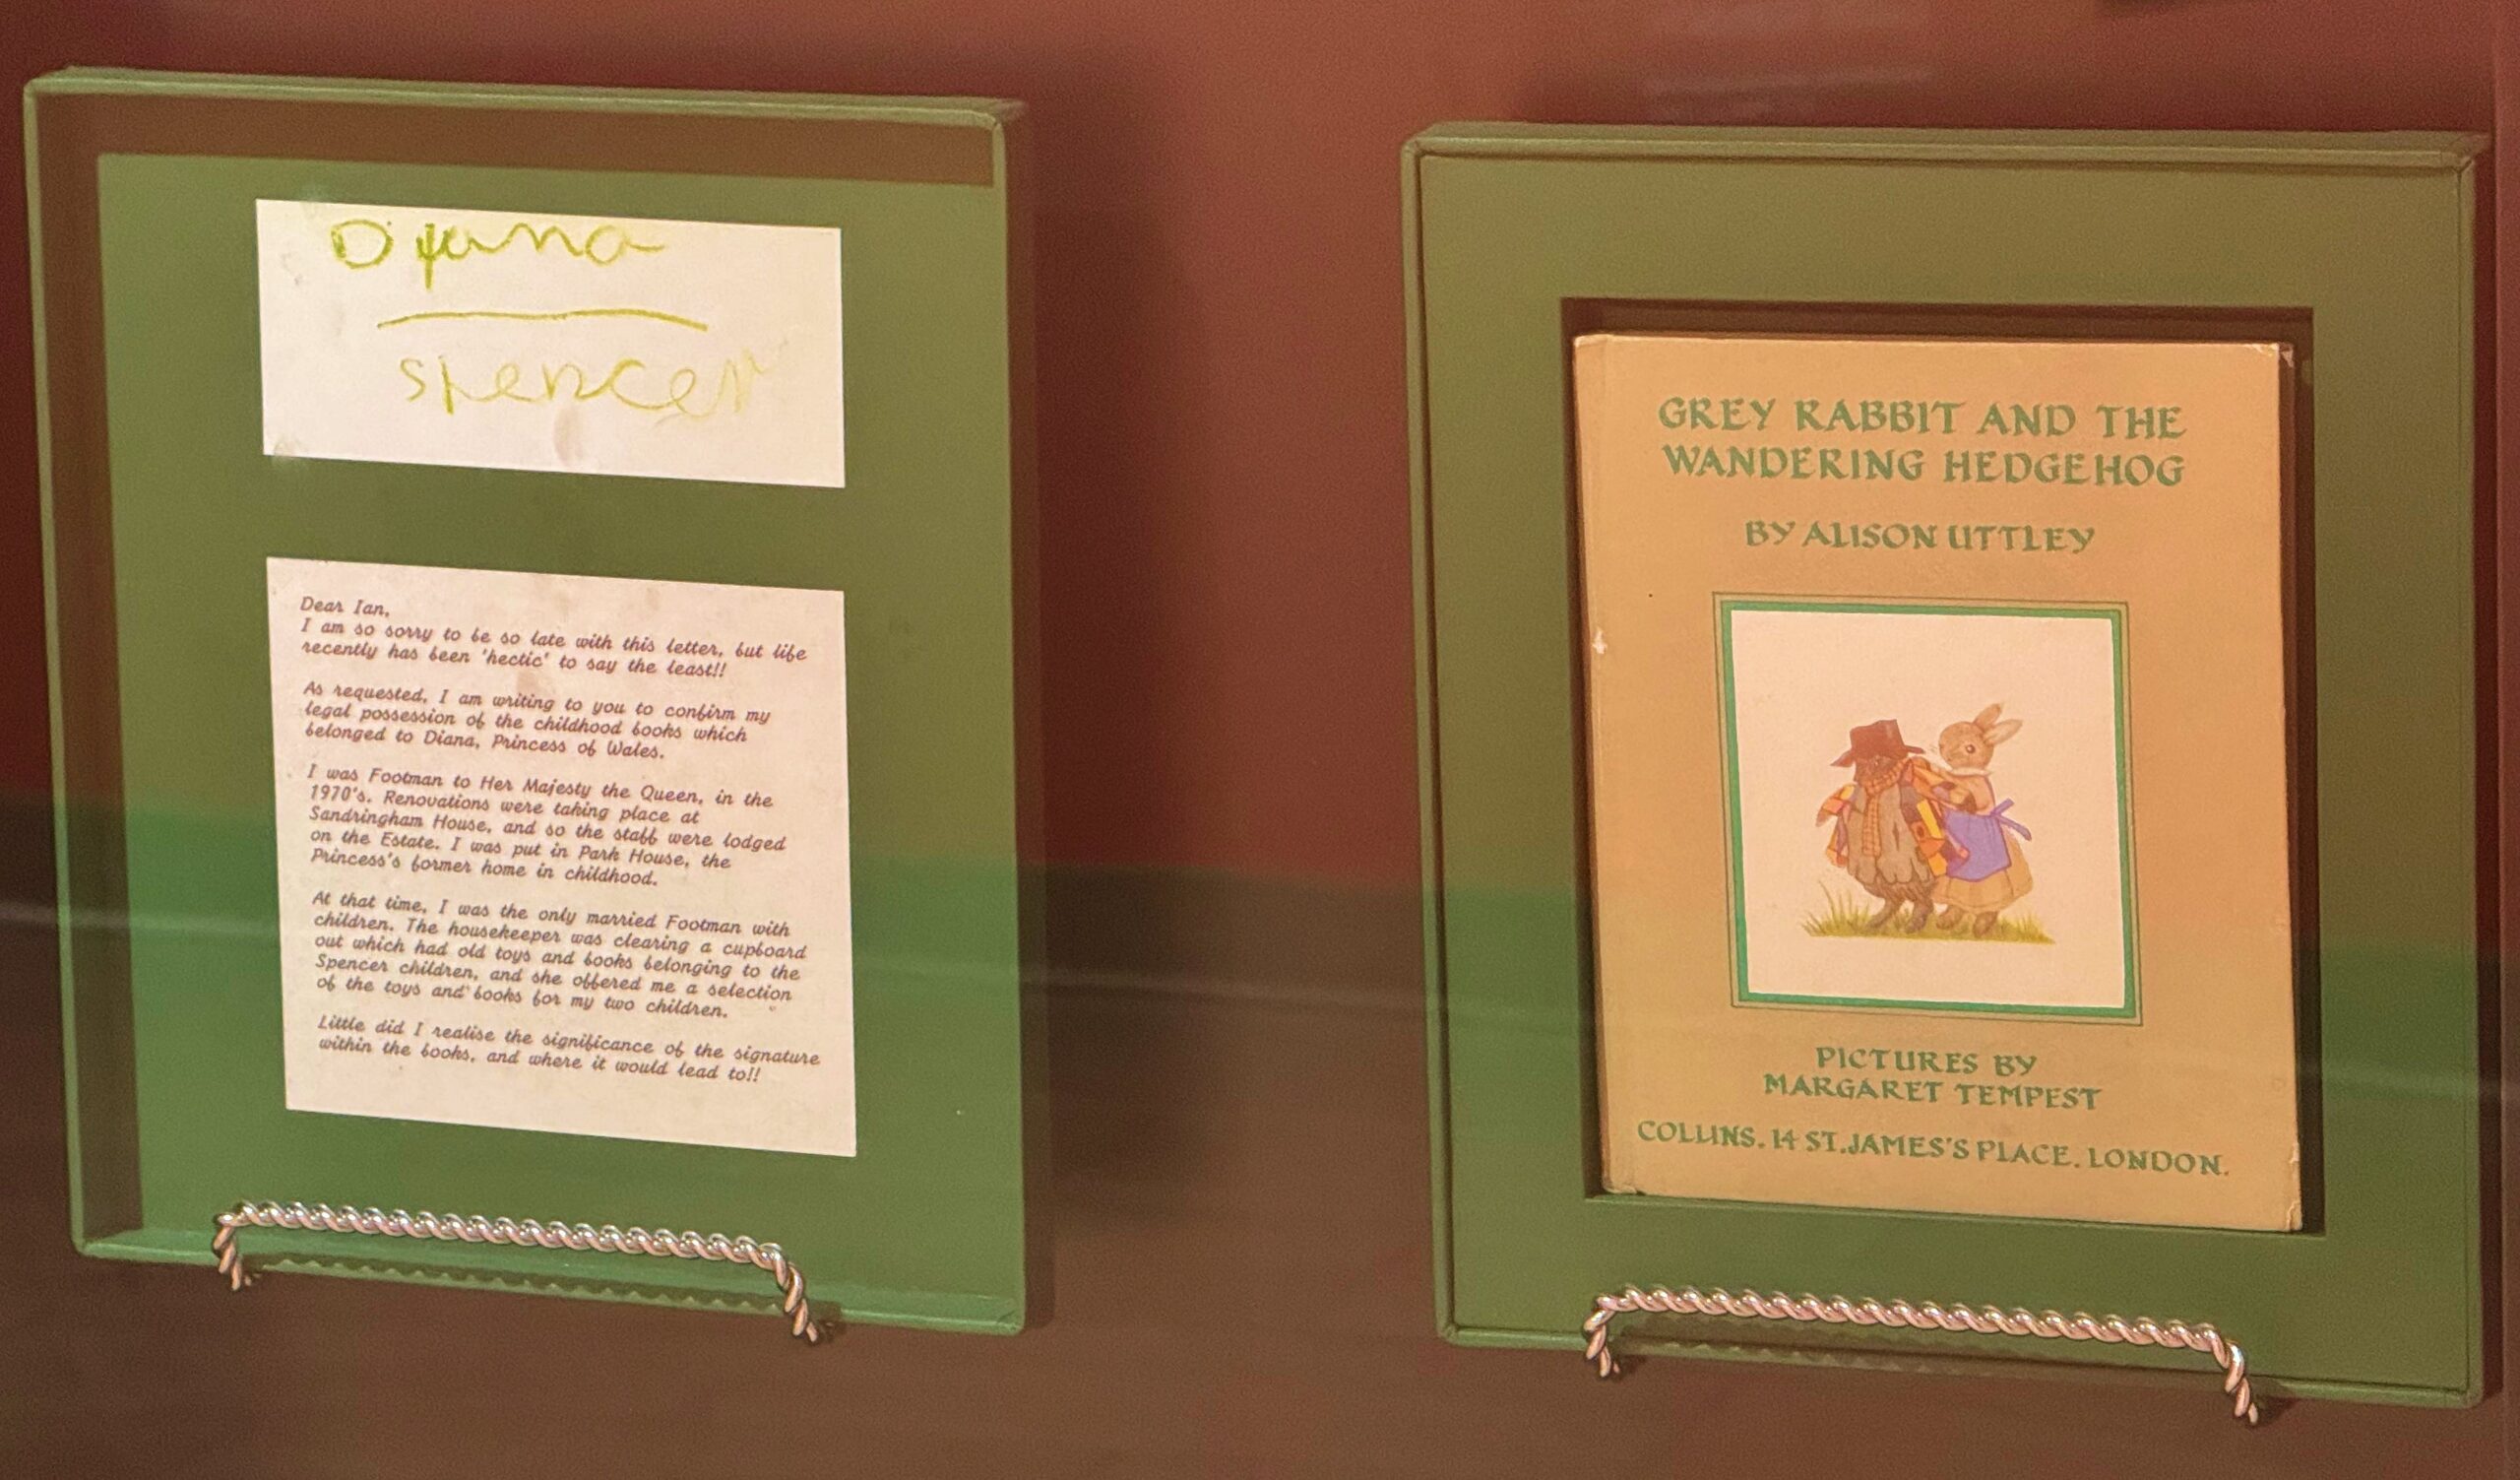 Diana
spencer
Dear Ian,
I am so sorry to be so late with this letter, but life
recently has been 'hectic' to say the least!!
As requested, I am writing to you to confirm my
legal possession of the childhood books which
belonged to Diana, Princess of Wales.
I was Footman to Her Majesty the Queen, in the
1970's. Renovations were taking place at
Sandringham House, and so the staff were lodged
on the Estate. I was put in Park House, the
Princess's former home in childhood.
At that time, I was the only married Footman with
children. The housekeeper was clearing a cupboard
out which had old toys and books belonging to the
Spencer children, and she offered me a selection
of the toys and books for my two children.
Little did I realise the significance of the signature
within the books, and where it would lead to!!
GREY RABBIT AND THE
WANDERING HEDGEHOG
BY ALISON UTTLEY
PICTURES BY
MARGARET TEMPEST
COLLINS. 14 ST. JAMES'S PLACE. LONDON.